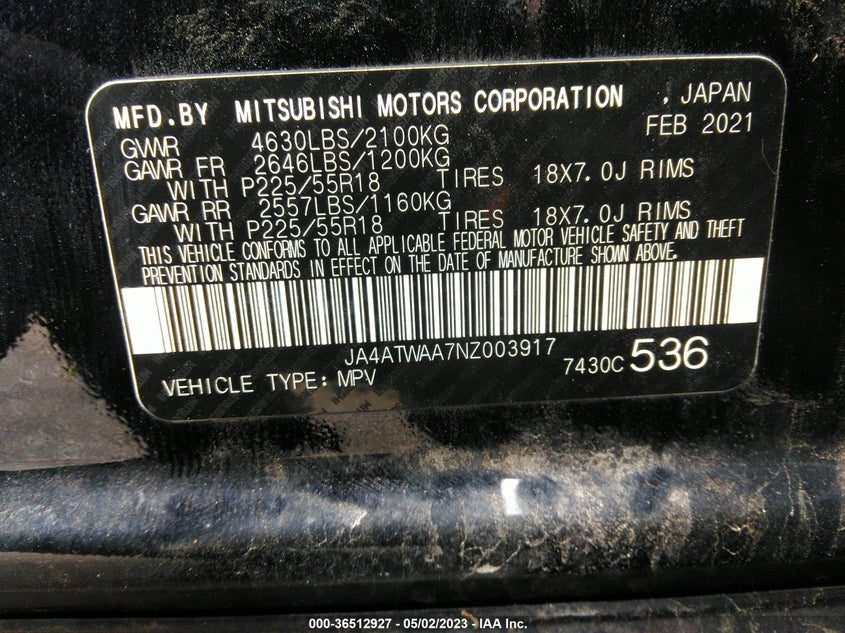 MFD.BY MITSUBISHI MOTORS CORPORATION , JAPAN
FEB 2021
GVWR 4630LBS/2100KG
GAWR FR 2646LBS/1200KG
WITH P225/55R18 TIRES 18X7.0J RIMS
GAWR RR 2557LBS/1160KG
WITH P225/55R18 TIRES 18X7.0J RIMS
THIS VEHICLE CONFORMS TO ALL APPLICABLE FEDERAL MOTOR VEHICLE SAFETY AND THEFT
PREVENTION STANDARDS IN EFFECT ON THE DATE OF MANUFACTURE SHOWN ABOVE.
JA4ATWAA7NZ003917
VEHICLE TYPE: MPV 7430C 536
000-36512927 - 05/02/2023 - IAA Inc.